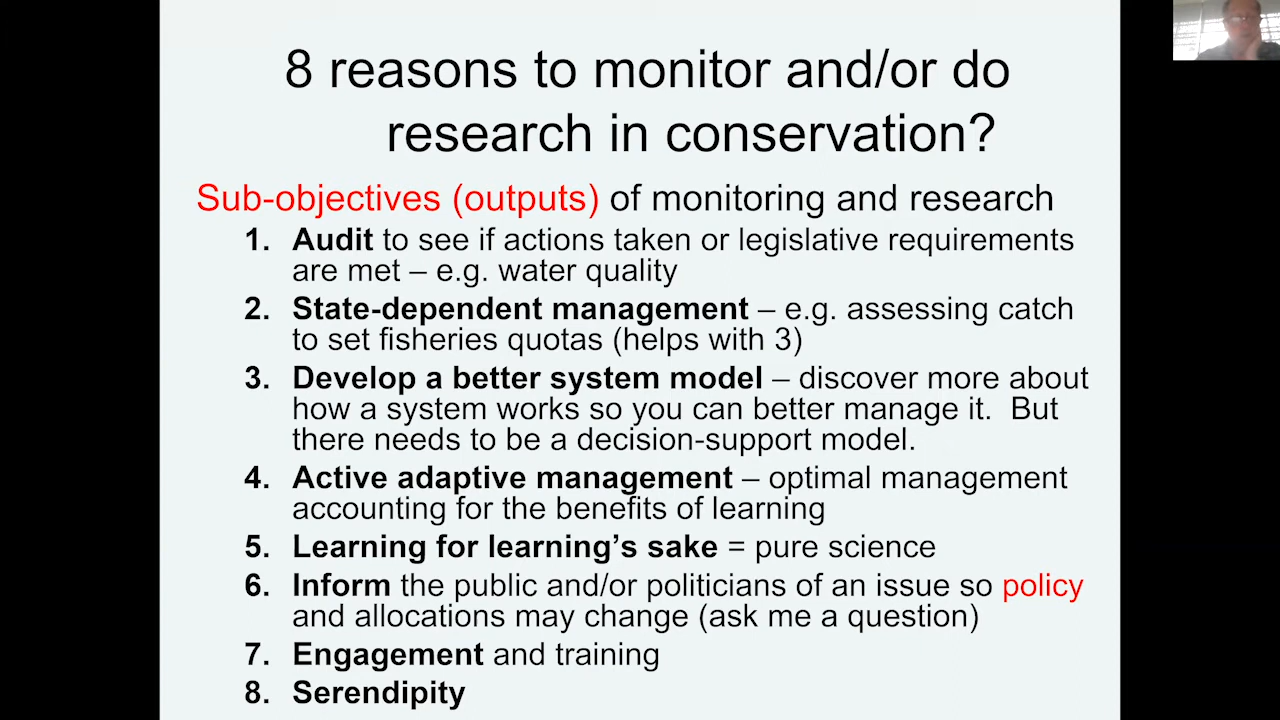 8 reasons to monitor and/or do
research in conservation?
Sub-objectives (outputs) of monitoring and research
1. Audit to see if actions taken or legislative requirements
are met – e.g. water quality
2. State-dependent management – e.g. assessing catch
to set fisheries quotas (helps with 3)
3. Develop a better system model – discover more about
how a system works so you can better manage it.  But
there needs to be a decision-support model.
4. Active adaptive management – optimal management
accounting for the benefits of learning
5. Learning for learning’s sake = pure science
6. Inform the public and/or politicians of an issue so policy
and allocations may change (ask me a question)
7. Engagement and training
8. Serendipity